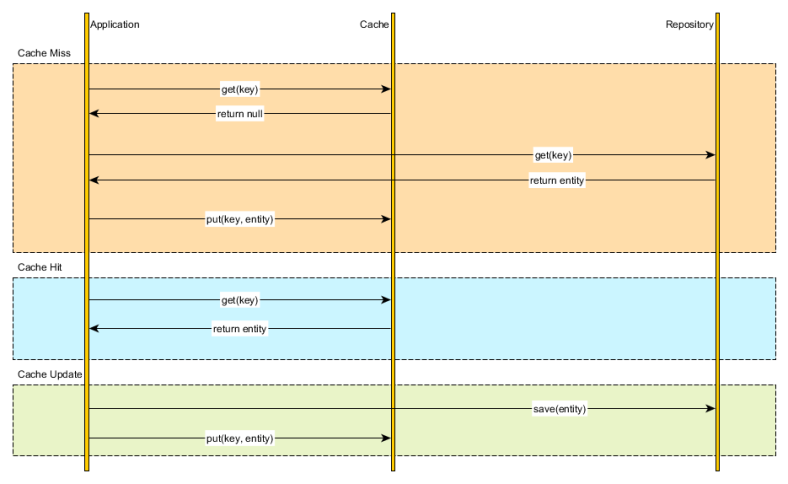 Application
Cache
Repository
Cache Miss
get(key)
return null
get(key)
return entity
put(key, entity)
Cache Hit
get(key)
return entity
Cache Update
save(entity)
put(key, entity)